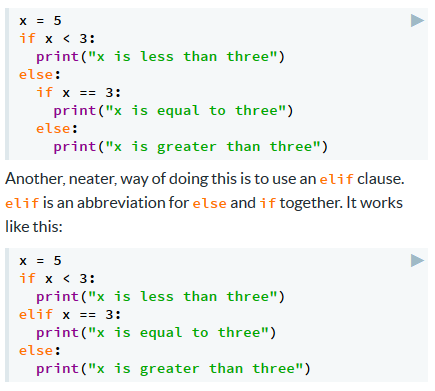 x = 5
if x < 3:
  print("x is less than three")
else:
  if x == 3:
    print("x is equal to three")
  else:
    print("x is greater than three")
Another, neater, way of doing this is to use an elif clause.
elif is an abbreviation for else and if together. It works
like this:
x = 5
if x < 3:
  print("x is less than three")
elif x == 3:
  print("x is equal to three")
else:
  print("x is greater than three")